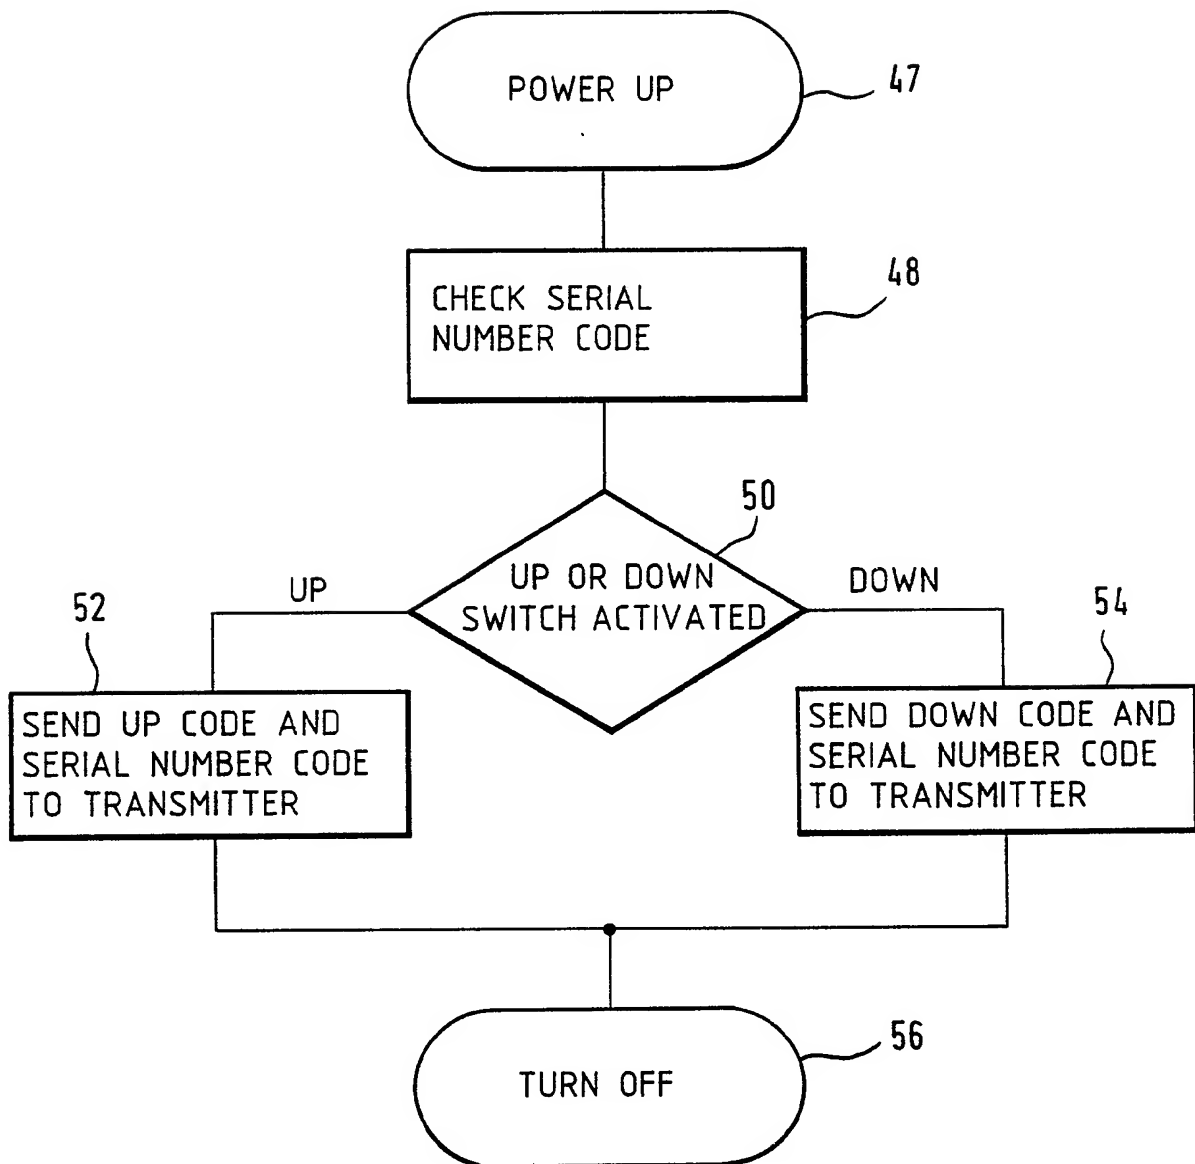 POWER UP
47
CHECK SERIAL
NUMBER CODE
48
50
UP OR DOWN
SWITCH ACTIVATED
UP
DOWN
52
SEND UP CODE AND
SERIAL NUMBER CODE
TO TRANSMITTER
54
SEND DOWN CODE AND
SERIAL NUMBER CODE
TO TRANSMITTER
TURN OFF
56